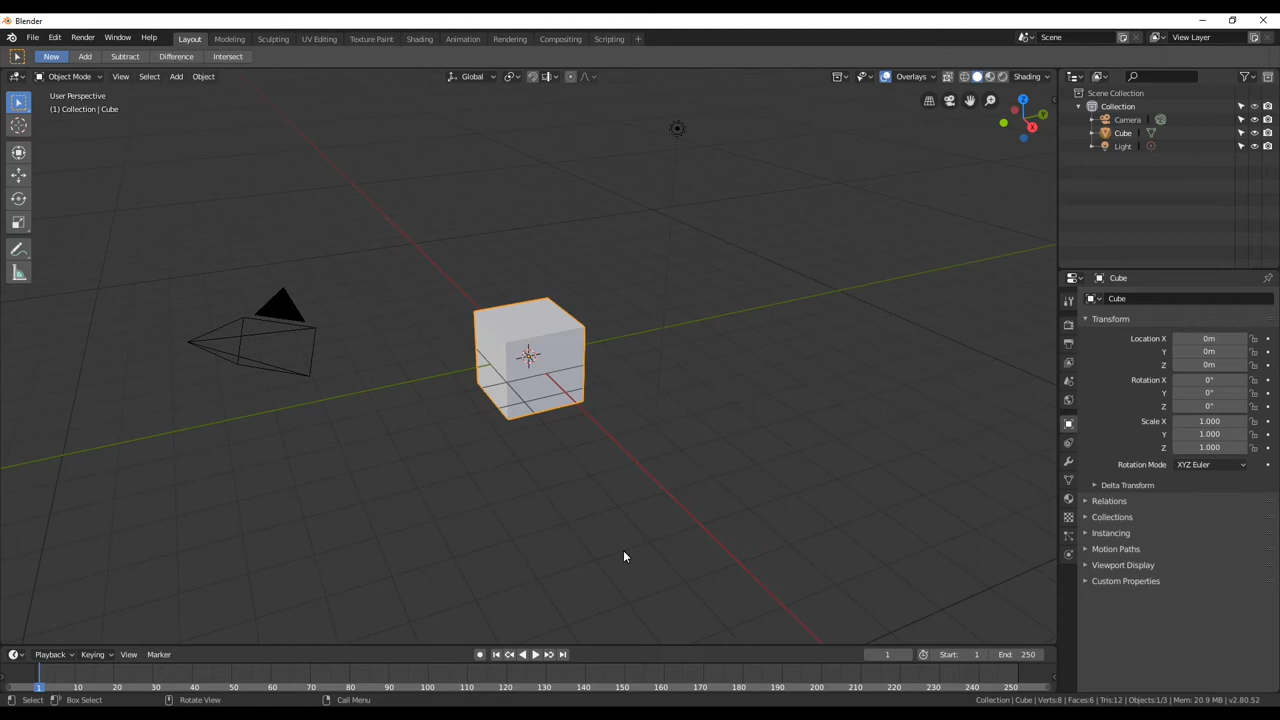 Blender
File Edit Render Window Help Layout Modeling Sculpting UV Editing Texture Paint Shading Animation Rendering Compositing Scripting + Scene View Layer
New Add Subtract Difference Intersect
Object Mode View Select Add Object Global Overlays Shading
User Perspective
(1) Collection | Cube
Z
Y
X
Scene Collection
Collection
Camera
Cube
Light
Cube
Cube
Transform
Location X 0m
Y 0m
Z 0m
Rotation X 0°
Y 0°
Z 0°
Scale X 1.000
Y 1.000
Z 1.000
Rotation Mode XYZ Euler
Delta Transform
Relations
Collections
Instancing
Motion Paths
Viewport Display
Custom Properties
Playback Keying View Marker 1 Start: 1 End: 250
1 10 20 30 40 50 60 70 80 90 100 110 120 130 140 150 160 170 180 190 200 210 220 230 240 250
Select Box Select Rotate View Call Menu Collection | Cube | Verts:8 | Faces:6 | Tris:12 | Objects:1/3 | Mem: 20.9 MB | v2.80.52